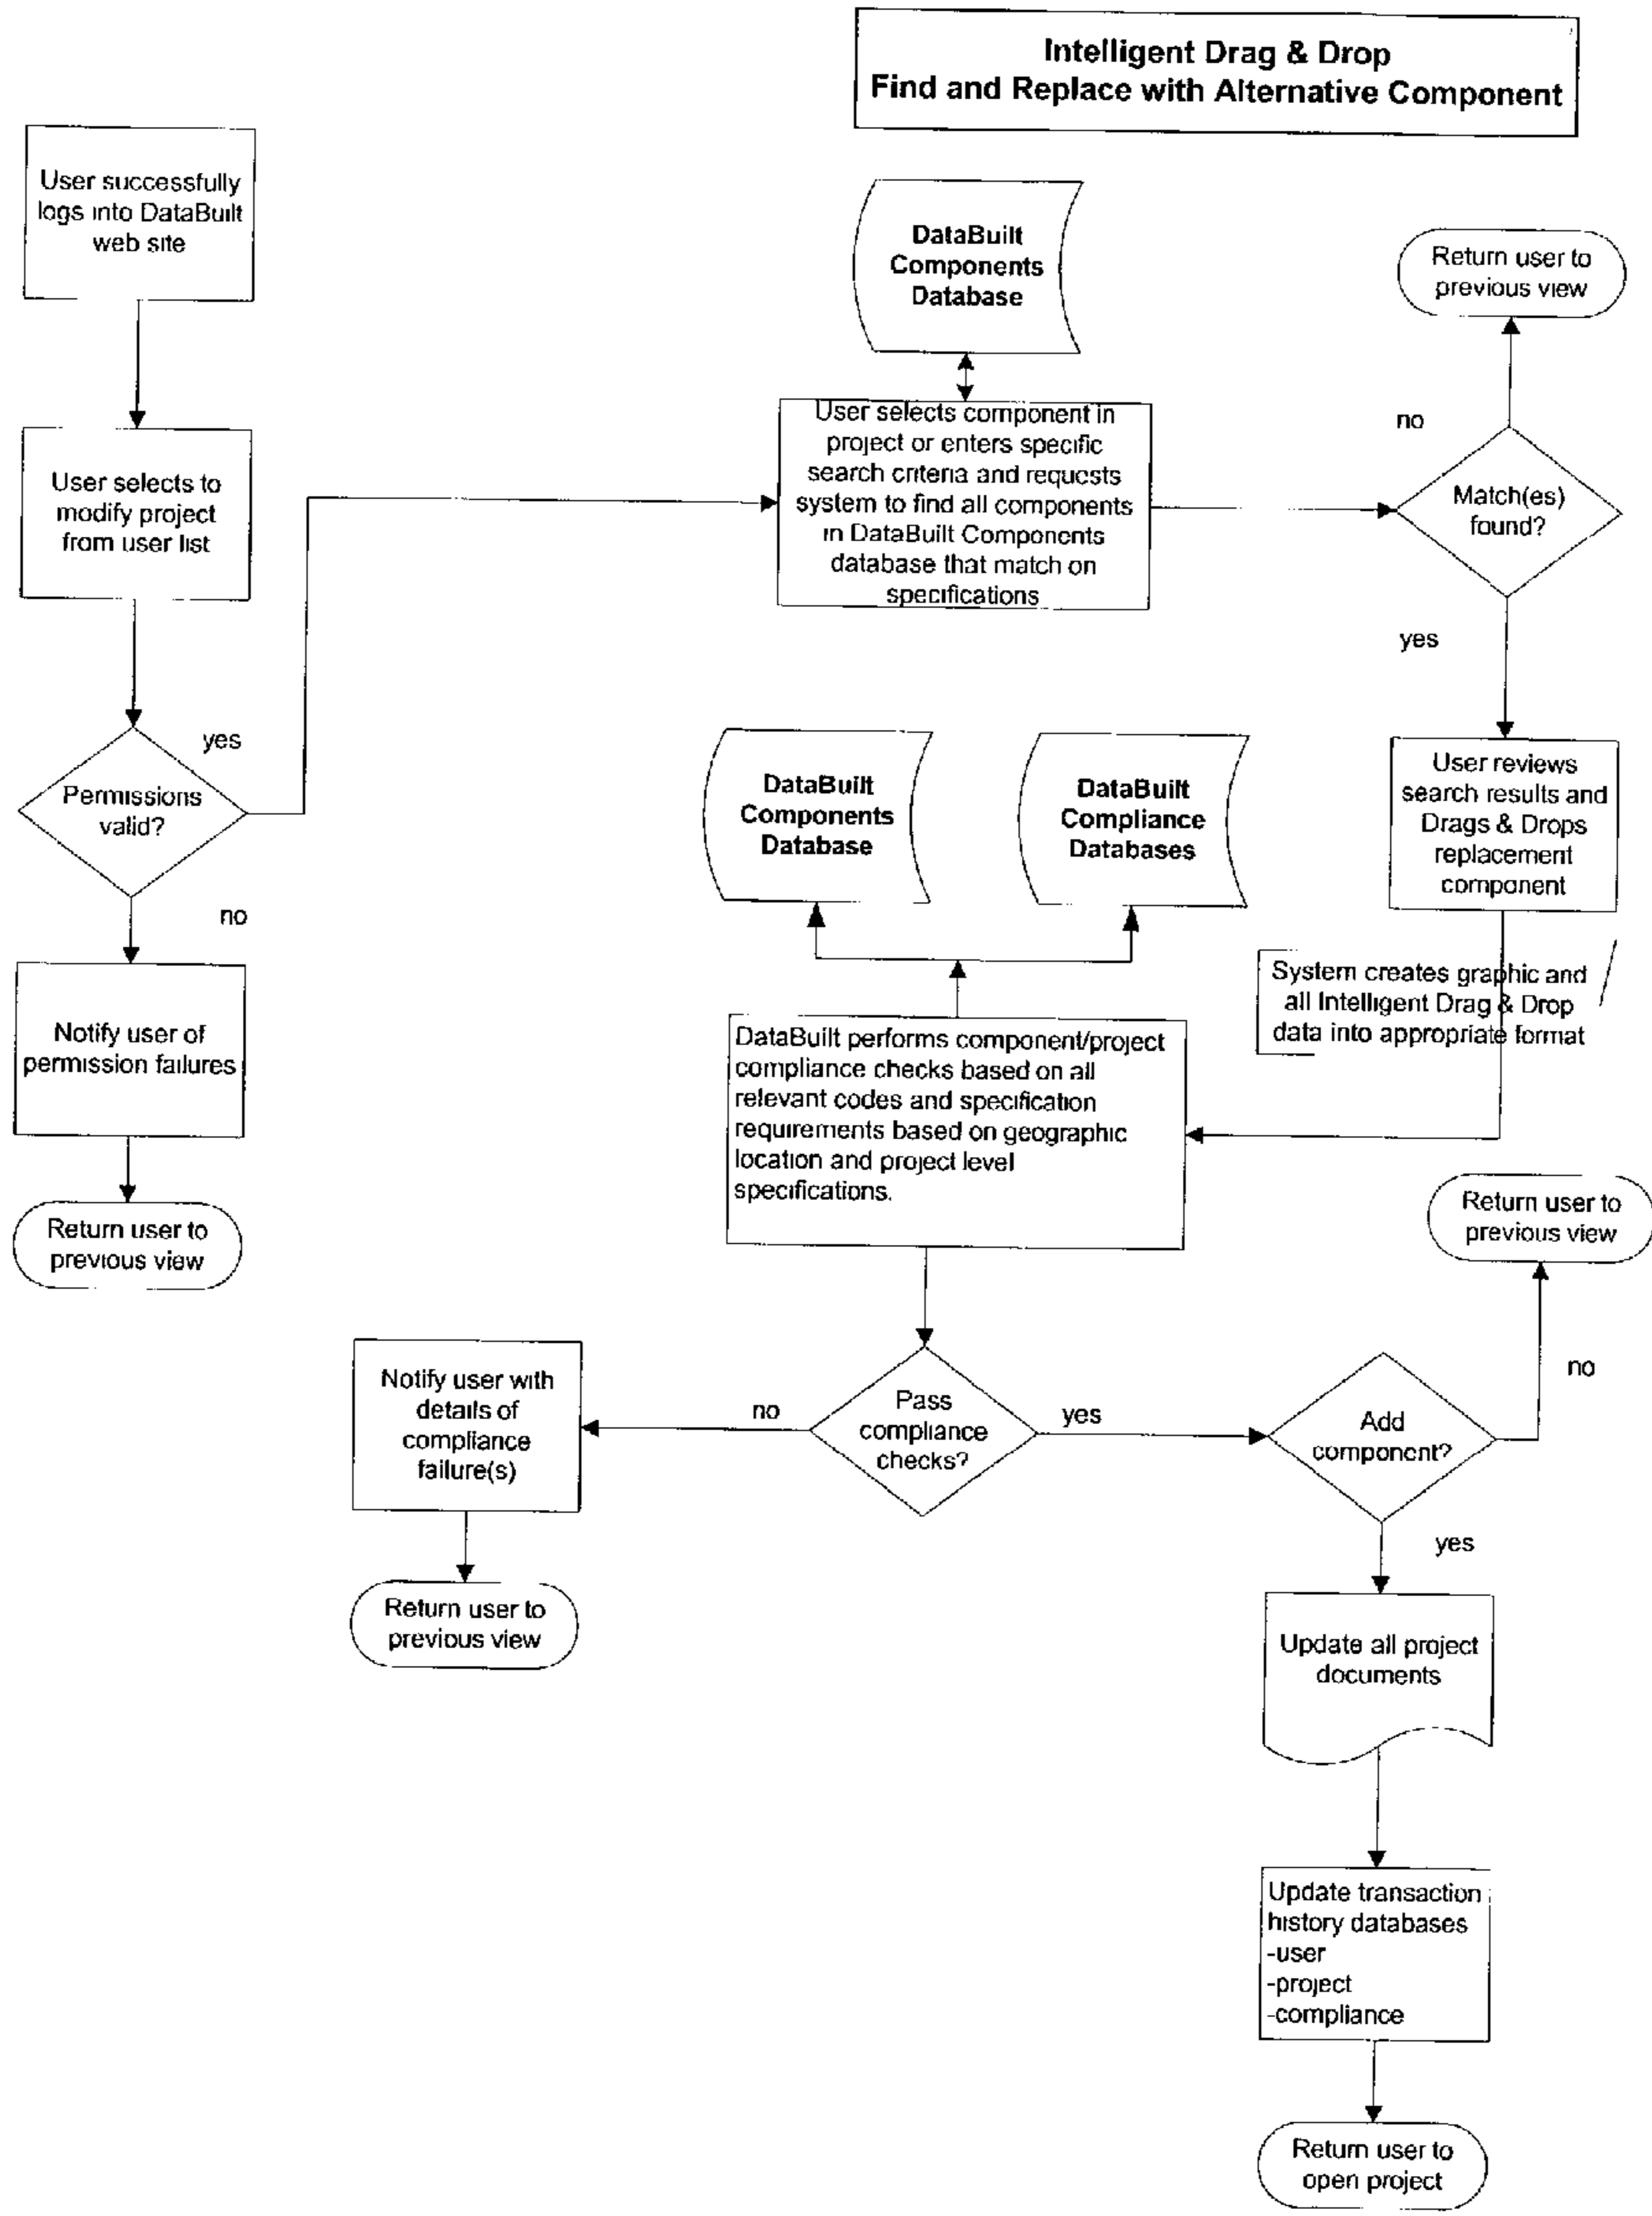 Intelligent Drag & Drop
Find and Replace with Alternative Component
User successfully
logs into DataBuilt
web site
DataBuilt
Components
Database
Return user to
previous view
User selects to
modify project
from user list
User selects component in
project or enters specific
search criteria and requests
system to find all components
in DataBuilt Components
database that match on
specifications
no
Match(es)
found?
yes
yes
Permissions
valid?
no
DataBuilt
Components
Database
DataBuilt
Compliance
Databases
User reviews
search results and
Drags & Drops
replacement
component
System creates graphic and
all Intelligent Drag & Drop
data into appropriate format
Notify user of
permission failures
DataBuilt performs component/project
compliance checks based on all
relevant codes and specification
requirements based on geographic
location and project level
specifications.
Return user to
previous view
Return user to
previous view
Notify user with
details of
compliance
failure(s)
no
Pass
compliance
checks?
yes
Add
component?
no
yes
Return user to
previous view
Update all project
documents
Update transaction
history databases
-user
-project
-compliance
Return user to
open project